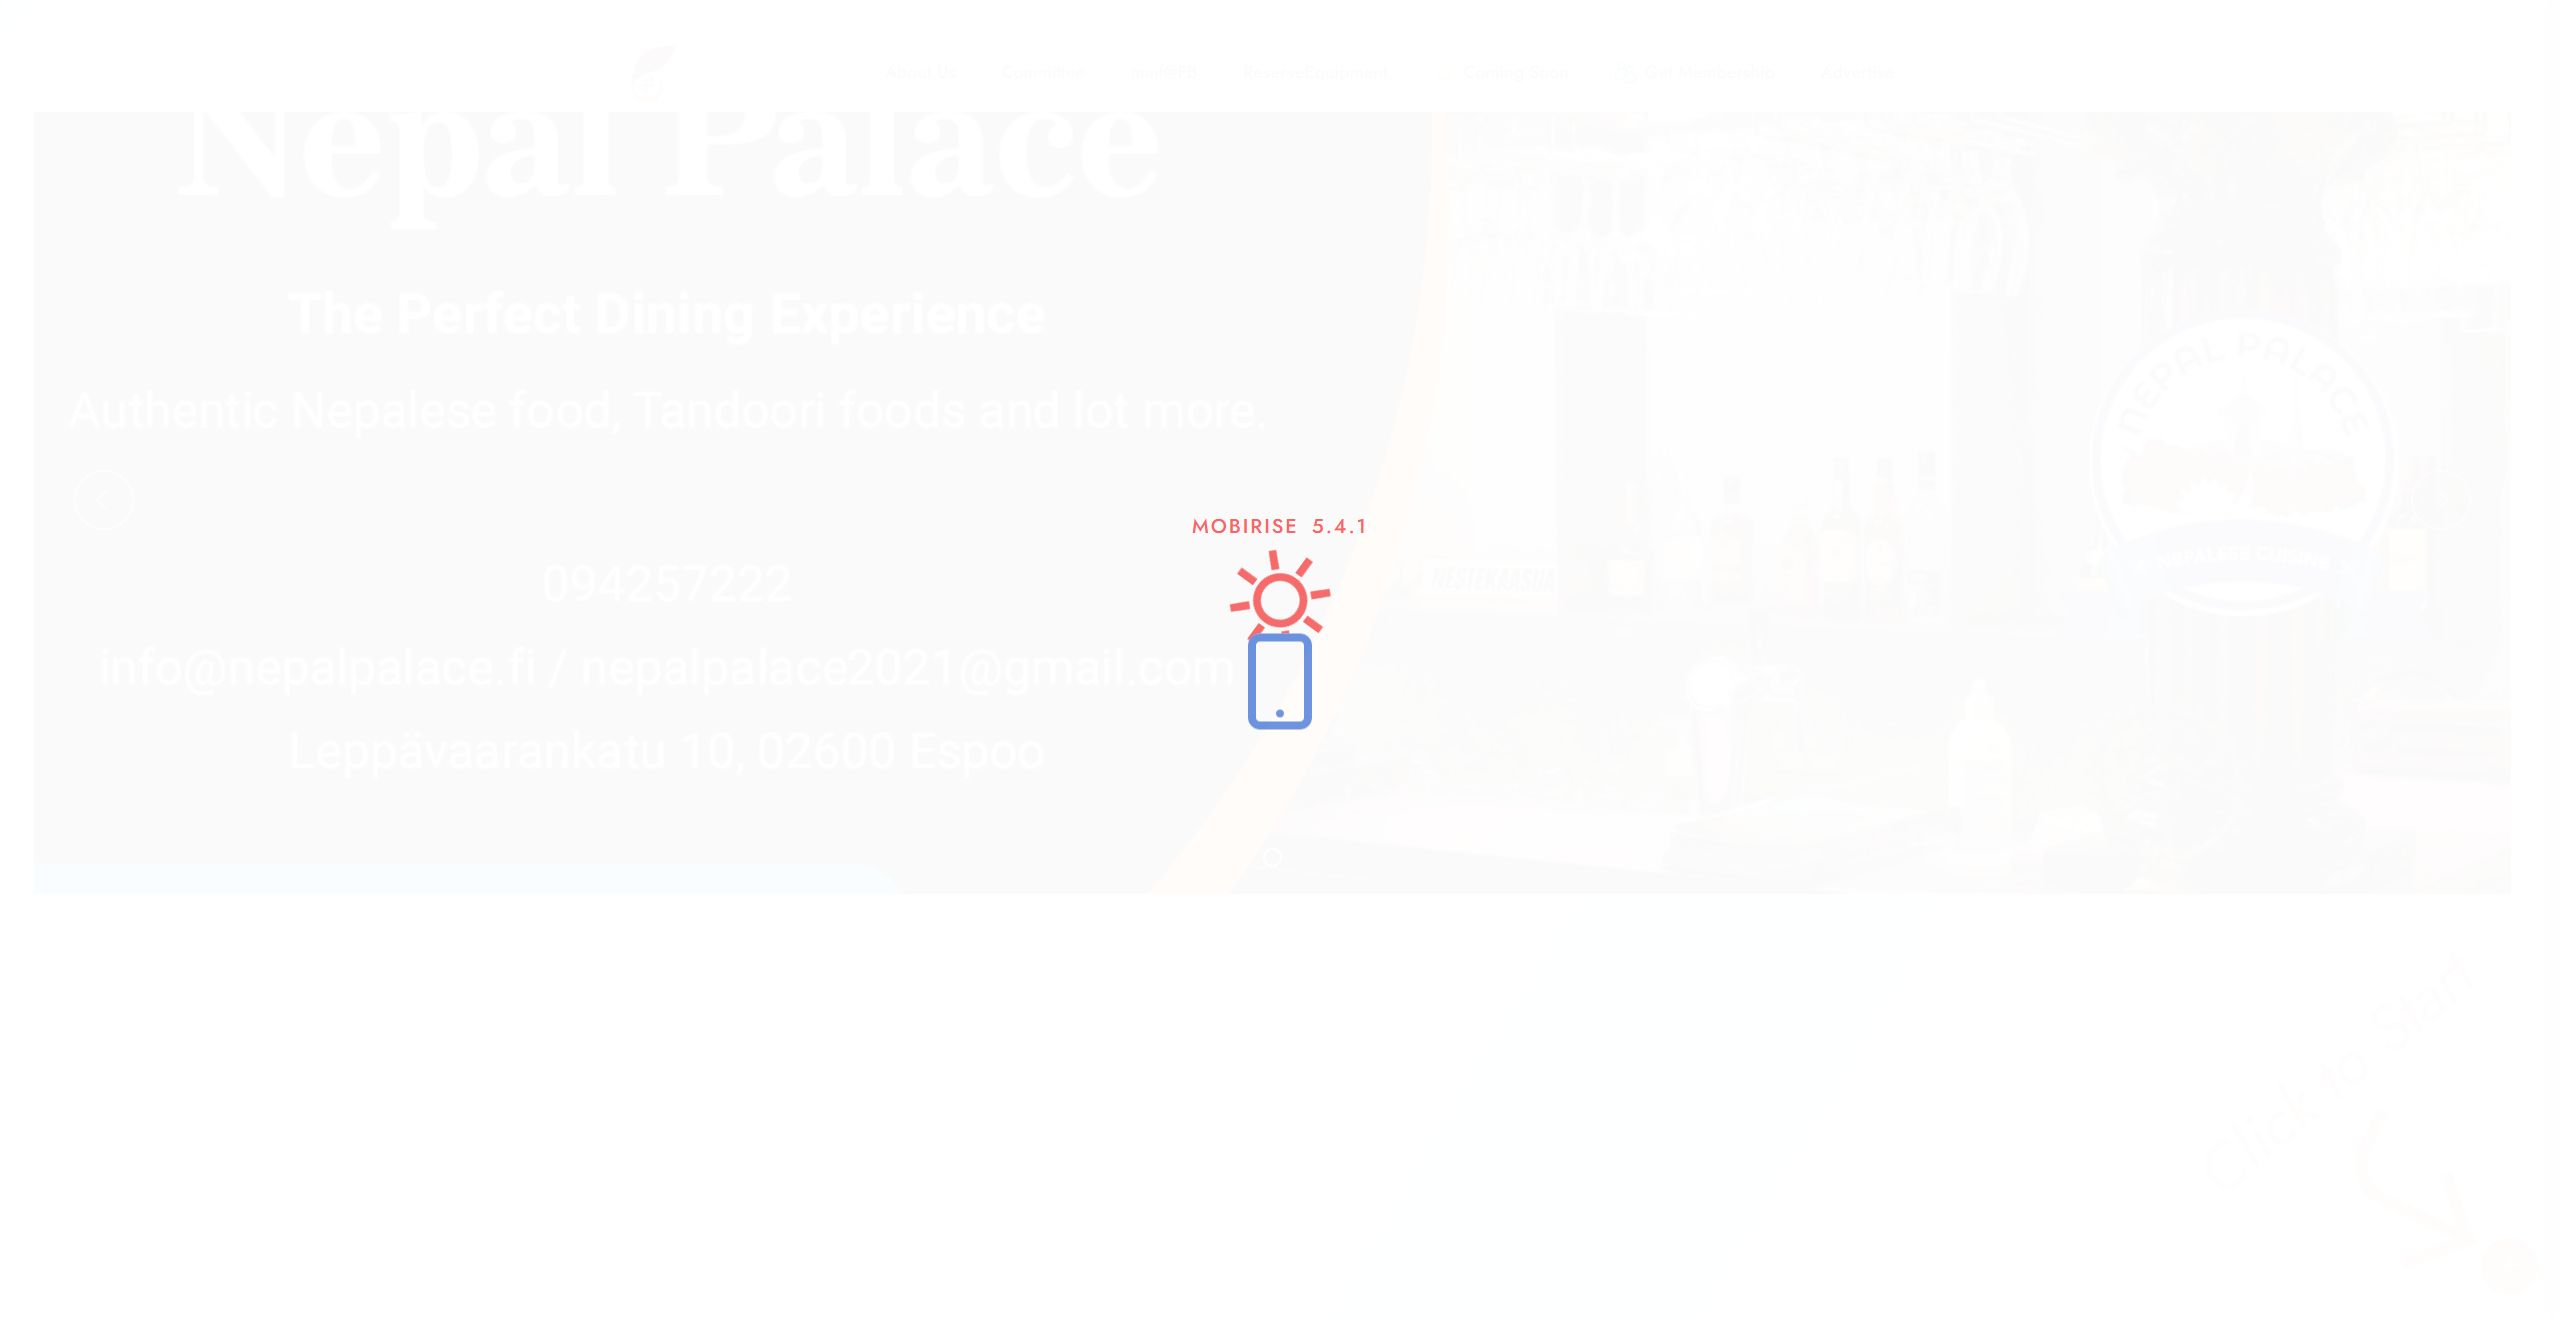 About Us Committee ReserveEquipment Coming Soon Get Membership Advertise
Nepal Palace
The Perfect Dining Experience
Authentic Nepalese food, Tandoori foods and lot more.
NEPAL PALACE
NEPALESE CUISINE
MOBIRISE 5.4.1
NESTEKAASUA
094257222
info@nepalpalace.fi / nepalpalace2021@gmail.com
Leppävaarankatu 10, 02600 Espoo
Click to Start